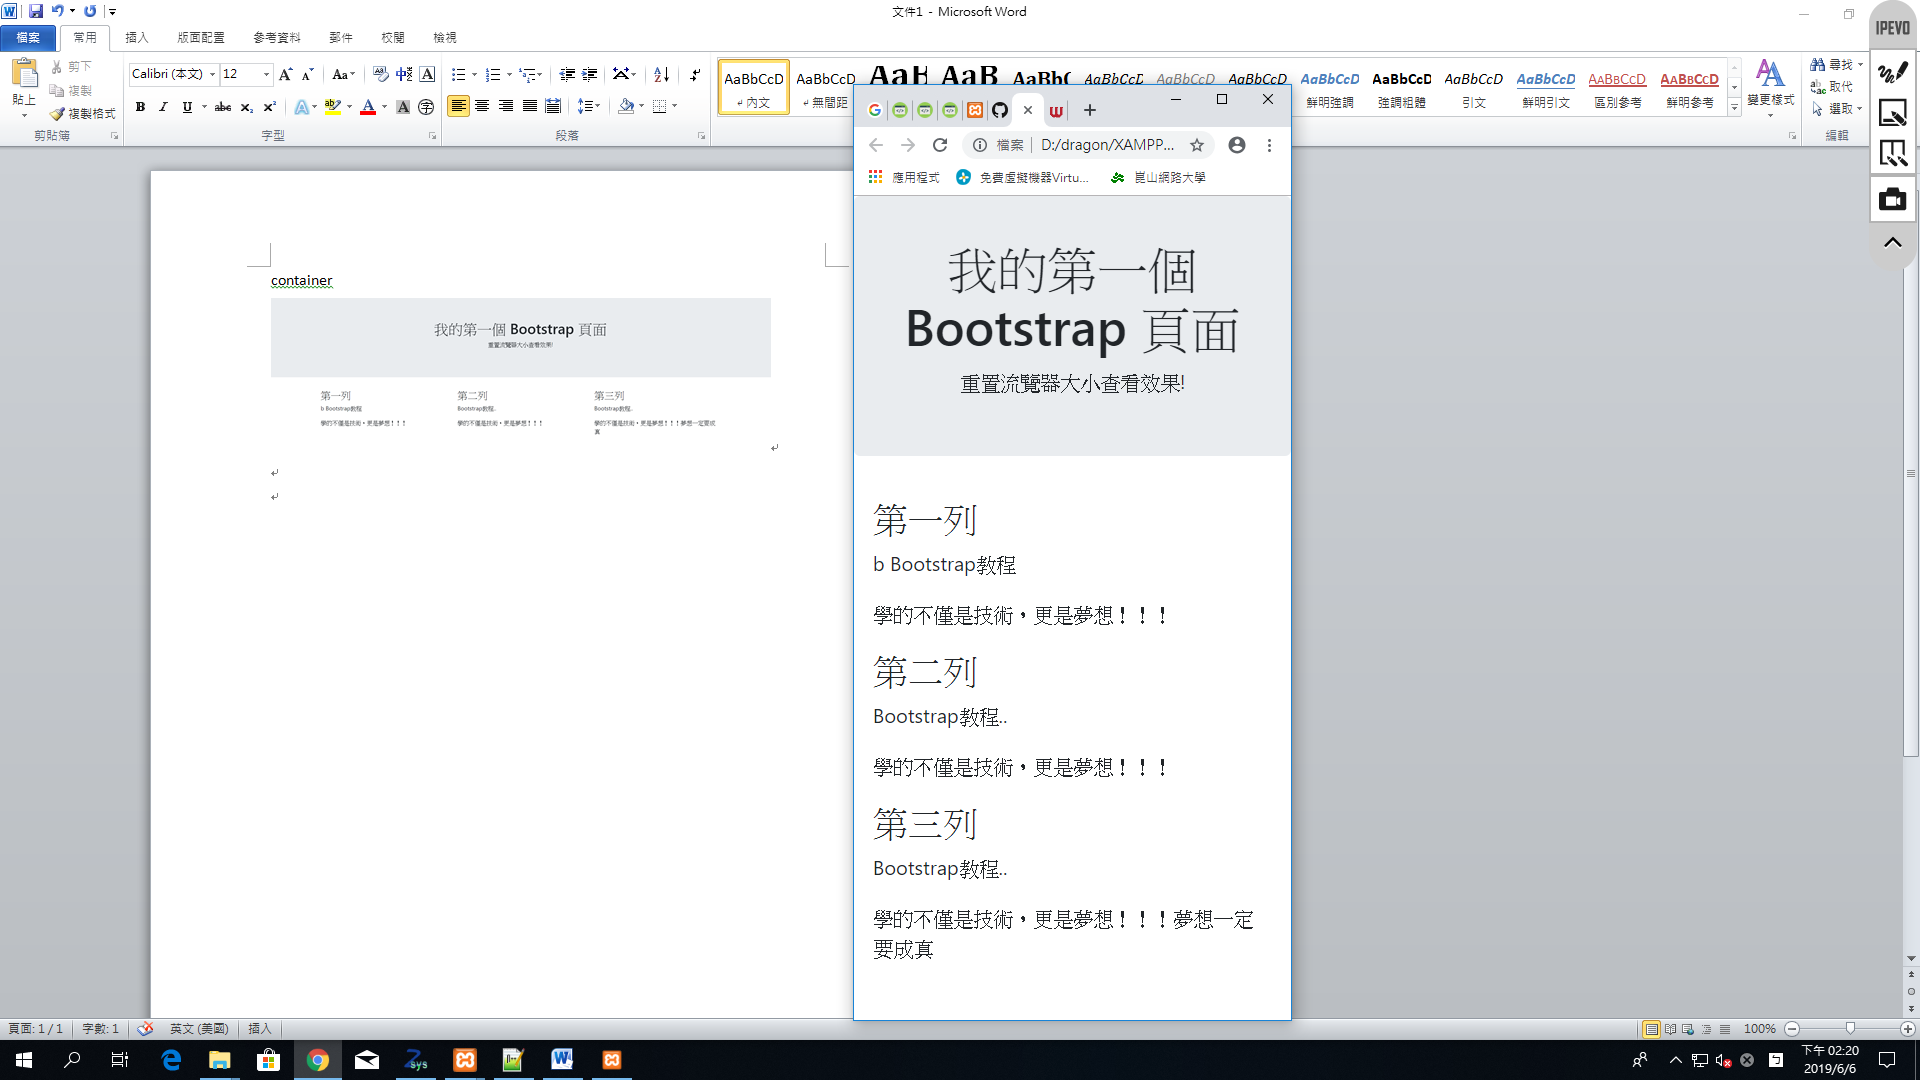 文件1 - Microsoft Word
檔案 常用 插入 版面配置 參考資料 郵件 校閱 檢視
貼上
剪下
複製
複製格式
剪貼簿
Calibri (本文) 12
字型
段落
AaBbCcD AaBbCcD AaB AaBbC AaBbCcD AaBbCcD AaBbCcD AaBbCcD AaBbCcD AaBbCcD AaBbCcD AaBbCcD AaBbCcD
內文 無間距 鮮明強調 強調粗體 引文 鮮明引文 區別參考 鮮明參考
變更樣式
尋找
取代
選取
編輯
IPEVO
container
我的第一個 Bootstrap 頁面
重置流覽器大小查看效果!
第一列 第二列 第三列
b Bootstrap教程 Bootstrap教程.. Bootstrap教程..
學的不僅是技術，更是夢想！！！ 學的不僅是技術，更是夢想！！！ 學的不僅是技術，更是夢想！！！夢想一定要成
真
檔案 D:/dragon/XAMPP...
應用程式 免費虛擬機器Virtu... 崑山網路大學
我的第一個
Bootstrap 頁面
重置流覽器大小查看效果!
第一列
b Bootstrap教程
學的不僅是技術，更是夢想！！！
第二列
Bootstrap教程..
學的不僅是技術，更是夢想！！！
第三列
Bootstrap教程..
學的不僅是技術，更是夢想！！！夢想一定
要成真
頁面: 1 / 1 字數: 1 英文 (美國) 插入
100%
下午 02:20
2019/6/6